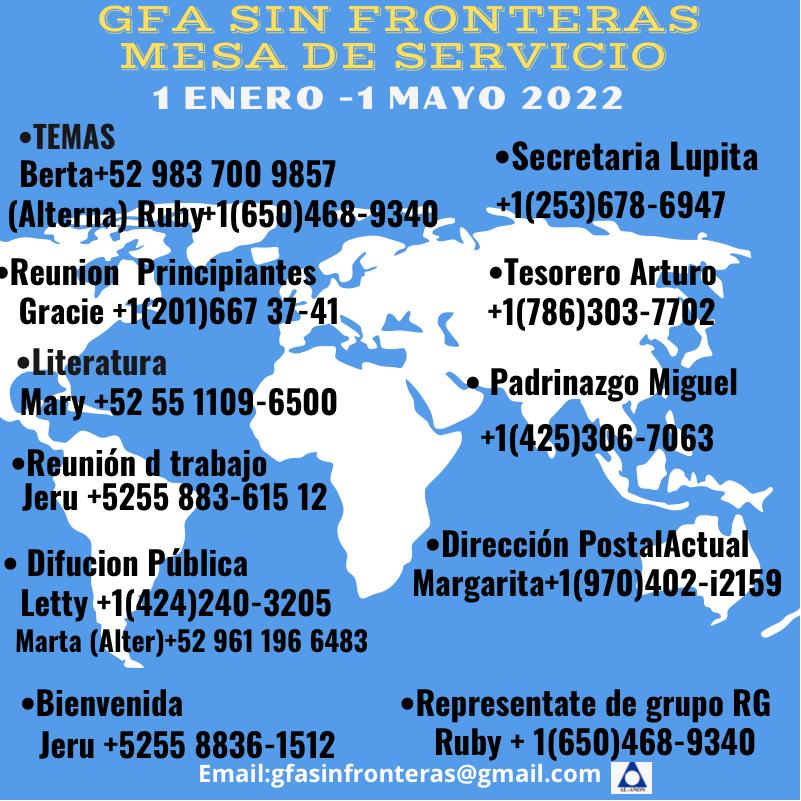 GFA SIN FRONTERAS
MESA DE SERVICIO
1 ENERO -1 MAYO 2022
•TEMAS
Berta+52 983 700 9857
(Alterna) Ruby+1(650)468-9340
•Reunion Principiantes
Gracie +1(201)667 37-41
•Literatura
Mary +52 55 1109-6500
•Reunión d trabajo
Jeru +5255 883-615 12
• Difucion Pública
Letty +1(424)240-3205
Marta (Alter)+52 961 196 6483
•Bienvenida
Jeru +5255 8836-1512
•Secretaria Lupita
+1(253)678-6947
•Tesorero Arturo
+1(786)303-7702
• Padrinazgo Miguel
+1(425)306-7063
•Dirección PostalActual
Margarita+1(970)402-i2159
•Representate de grupo RG
Ruby + 1(650)468-9340
Email:gfasinfronteras@gmail.com
AL-ANON